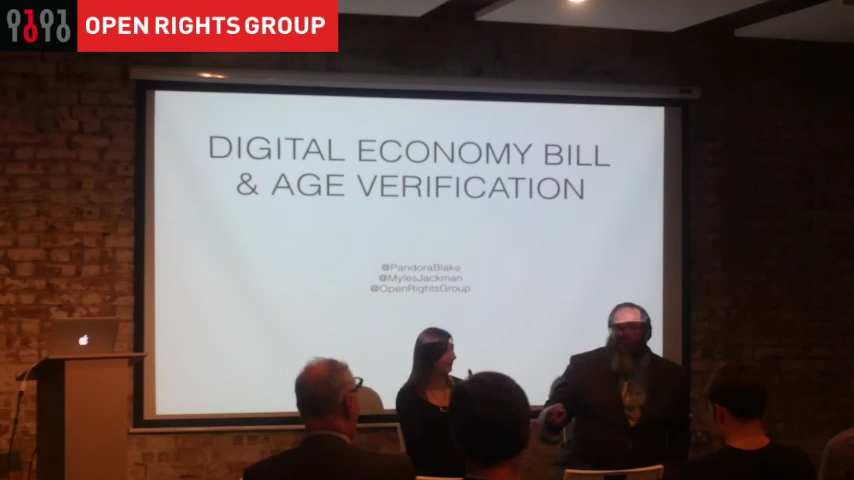 OPEN RIGHTS GROUP
DIGITAL ECONOMY BILL
& AGE VERIFICATION
@PandoraBlake
@MylesJackman
@OpenRightsGroup